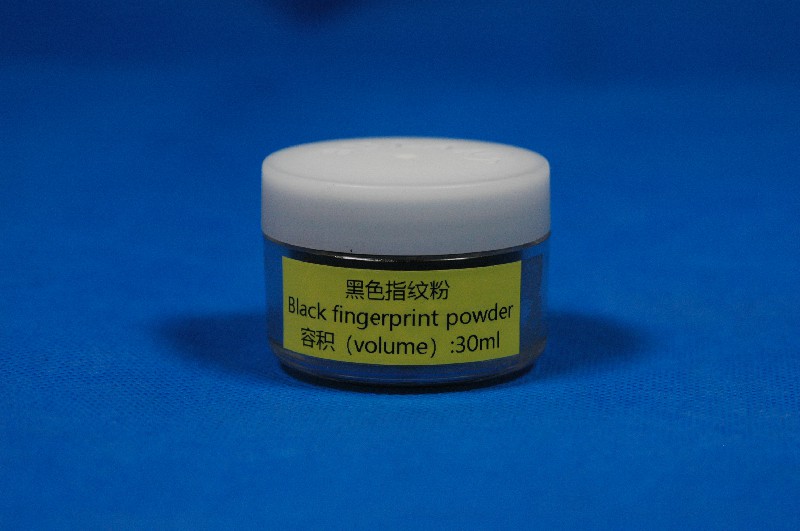 黑色指纹粉
Black fingerprint powder
容积（volume）:30ml